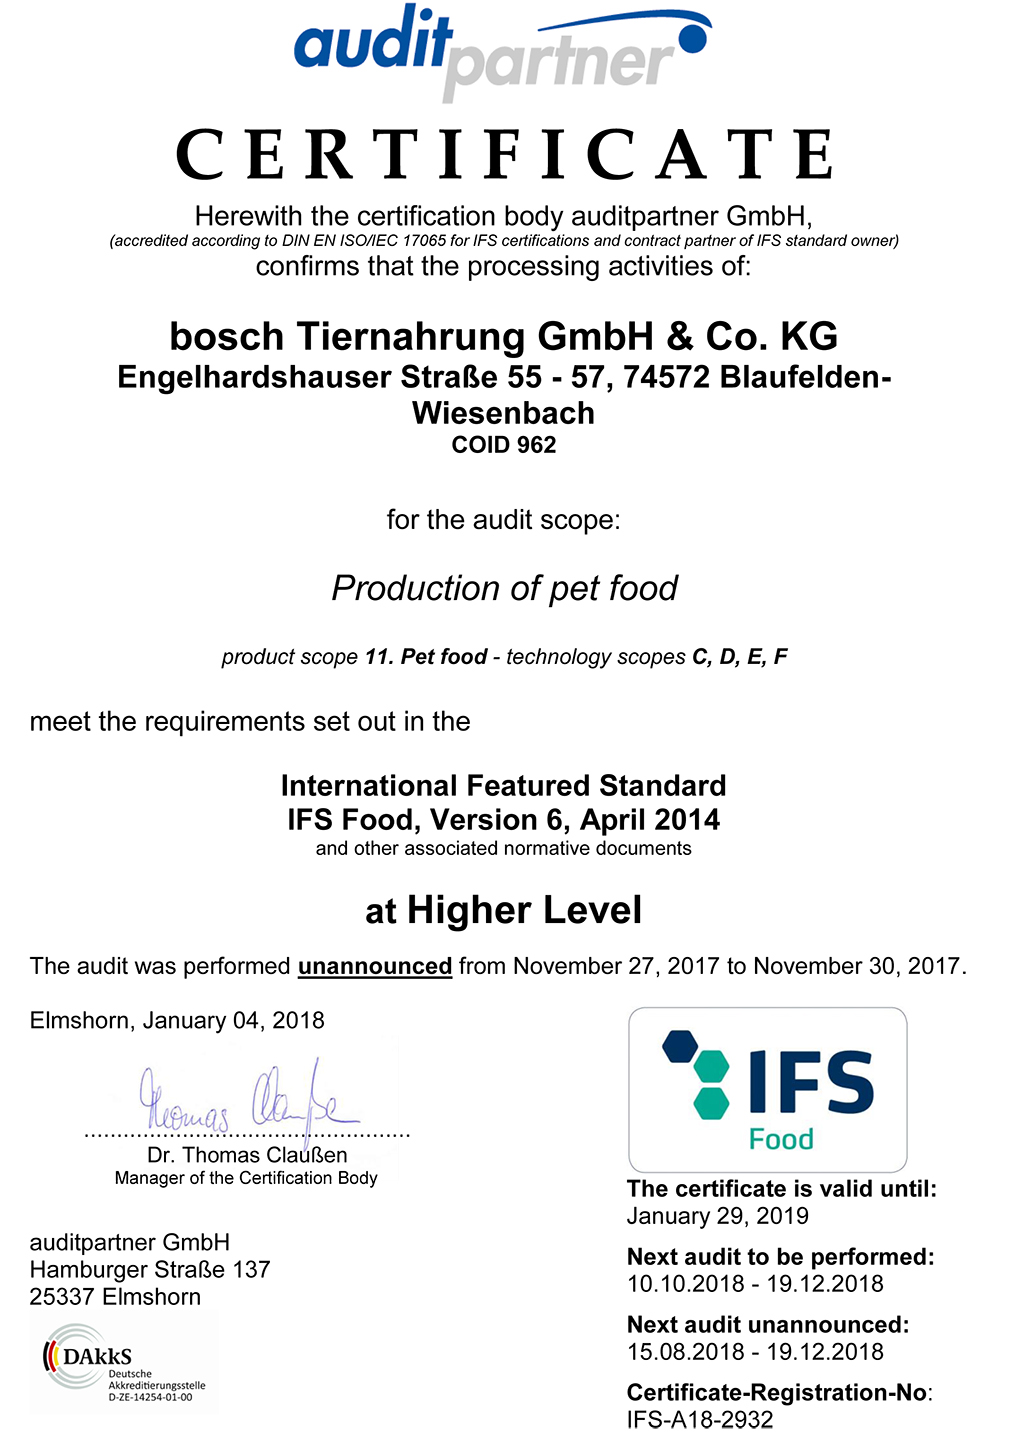 auditpartner
CERTIFICATE
Herewith the certification body auditpartner GmbH,
(accredited according to DIN EN ISO/IEC 17065 for IFS certifications and contract partner of IFS standard owner)
confirms that the processing activities of:
bosch Tiernahrung GmbH & Co. KG
Engelhardshauser Straße 55 - 57, 74572 Blaufelden-
Wiesenbach
COID 962
for the audit scope:
Production of pet food
product scope 11. Pet food - technology scopes C, D, E, F
meet the requirements set out in the
International Featured Standard
IFS Food, Version 6, April 2014
and other associated normative documents
at Higher Level
The audit was performed unannounced from November 27, 2017 to November 30, 2017.
Elmshorn, January 04, 2018
Thomas Claußen
Dr. Thomas Claußen
Manager of the Certification Body
auditpartner GmbH
Hamburger Straße 137
25337 Elmshorn
DAkkS
Deutsche
Akkreditierungsstelle
D-ZE-14254-01-00
IFS
Food
The certificate is valid until:
January 29, 2019
Next audit to be performed:
10.10.2018 - 19.12.2018
Next audit unannounced:
15.08.2018 - 19.12.2018
Certificate-Registration-No:
IFS-A18-2932